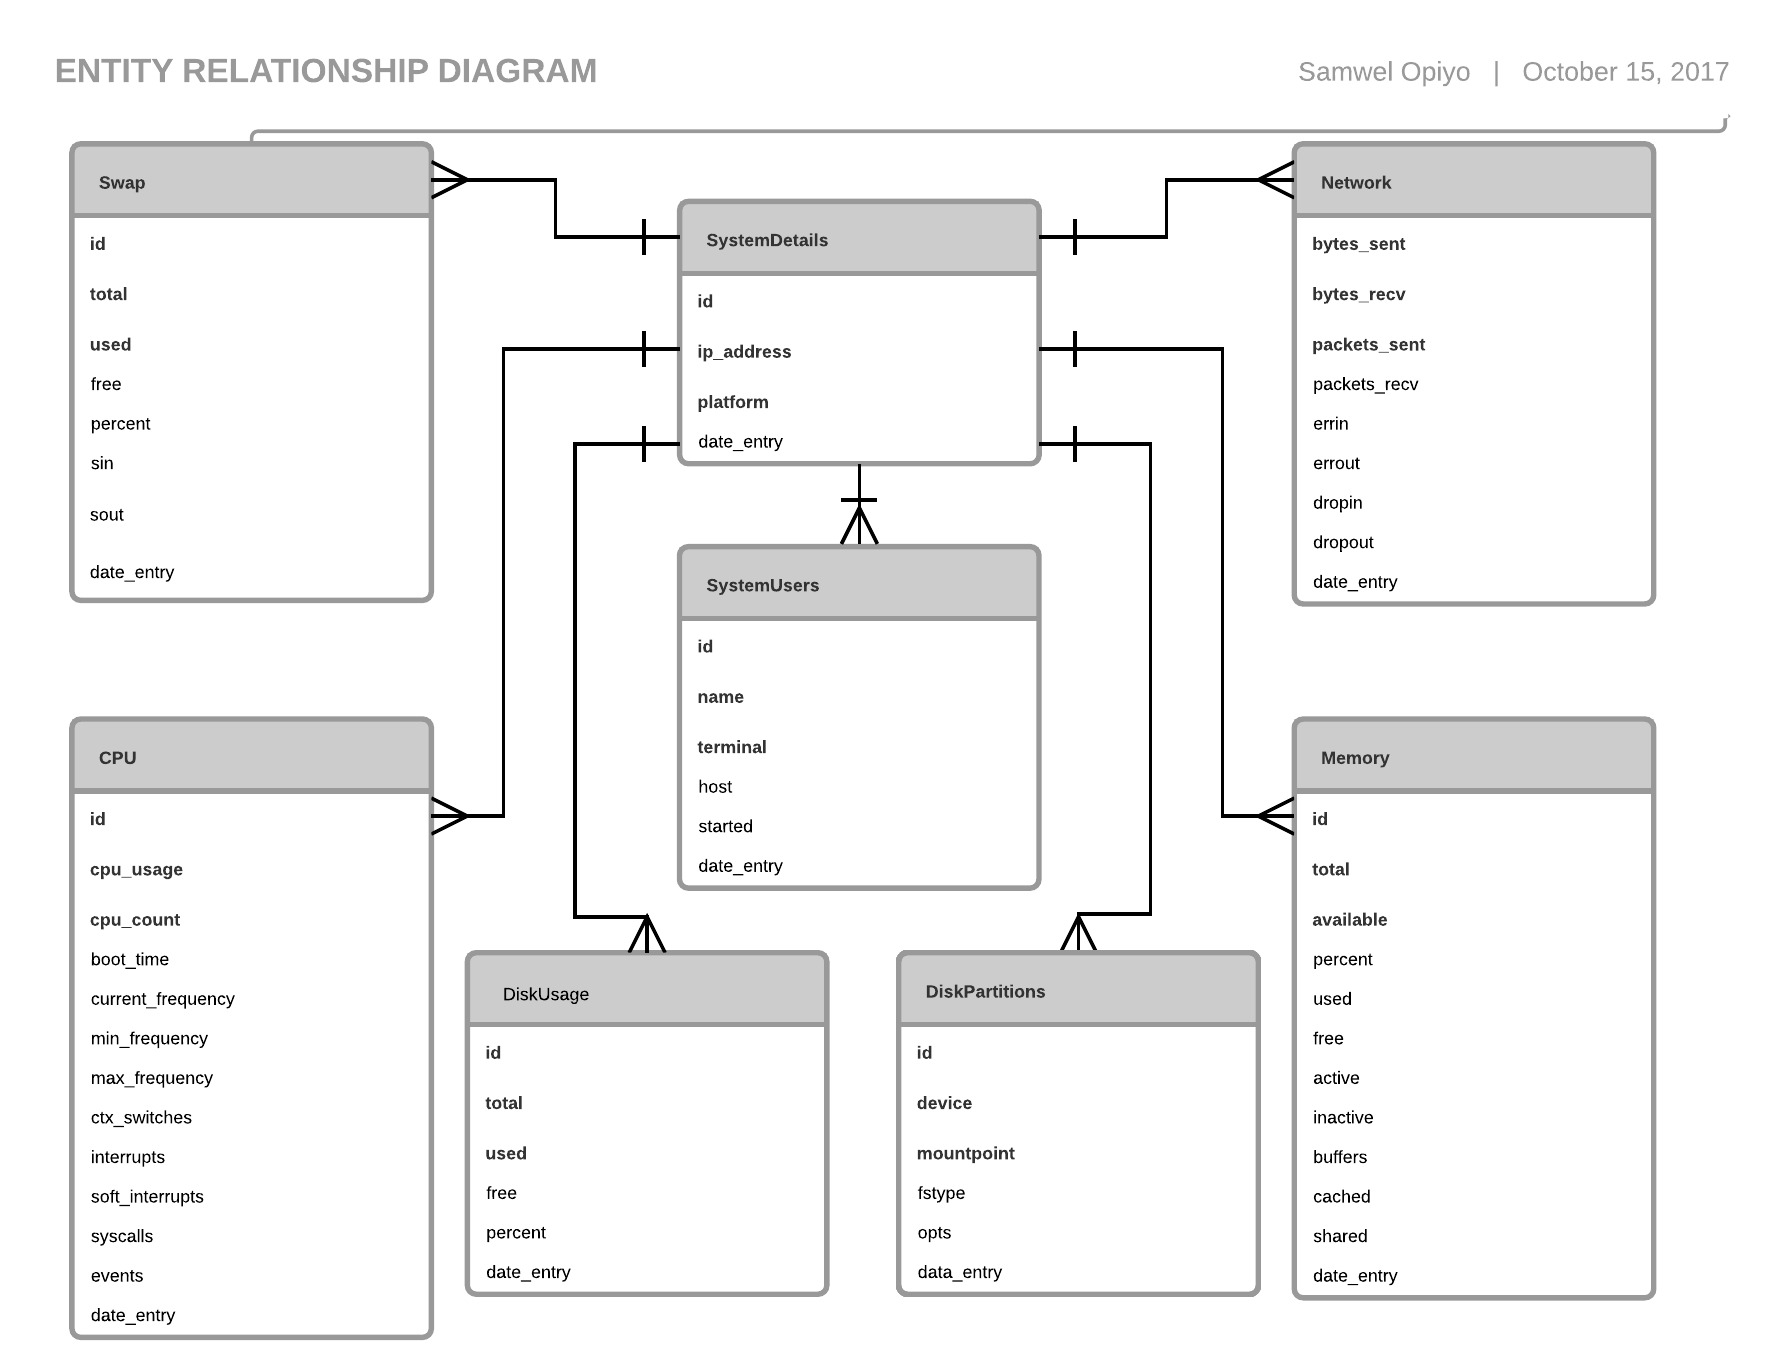 ENTITY RELATIONSHIP DIAGRAM
Samwel Opiyo | October 15, 2017
Swap
id
total
used
free
percent
sin
sout
date_entry
SystemDetails
id
ip_address
platform
date_entry
Network
bytes_sent
bytes_recv
packets_sent
packets_recv
errin
errout
dropin
dropout
date_entry
SystemUsers
id
name
terminal
host
started
date_entry
CPU
id
cpu_usage
cpu_count
boot_time
current_frequency
min_frequency
max_frequency
ctx_switches
interrupts
soft_interrupts
syscalls
events
date_entry
DiskUsage
id
total
used
free
percent
date_entry
DiskPartitions
id
device
mountpoint
fstype
opts
data_entry
Memory
id
total
available
percent
used
free
active
inactive
buffers
cached
shared
date_entry